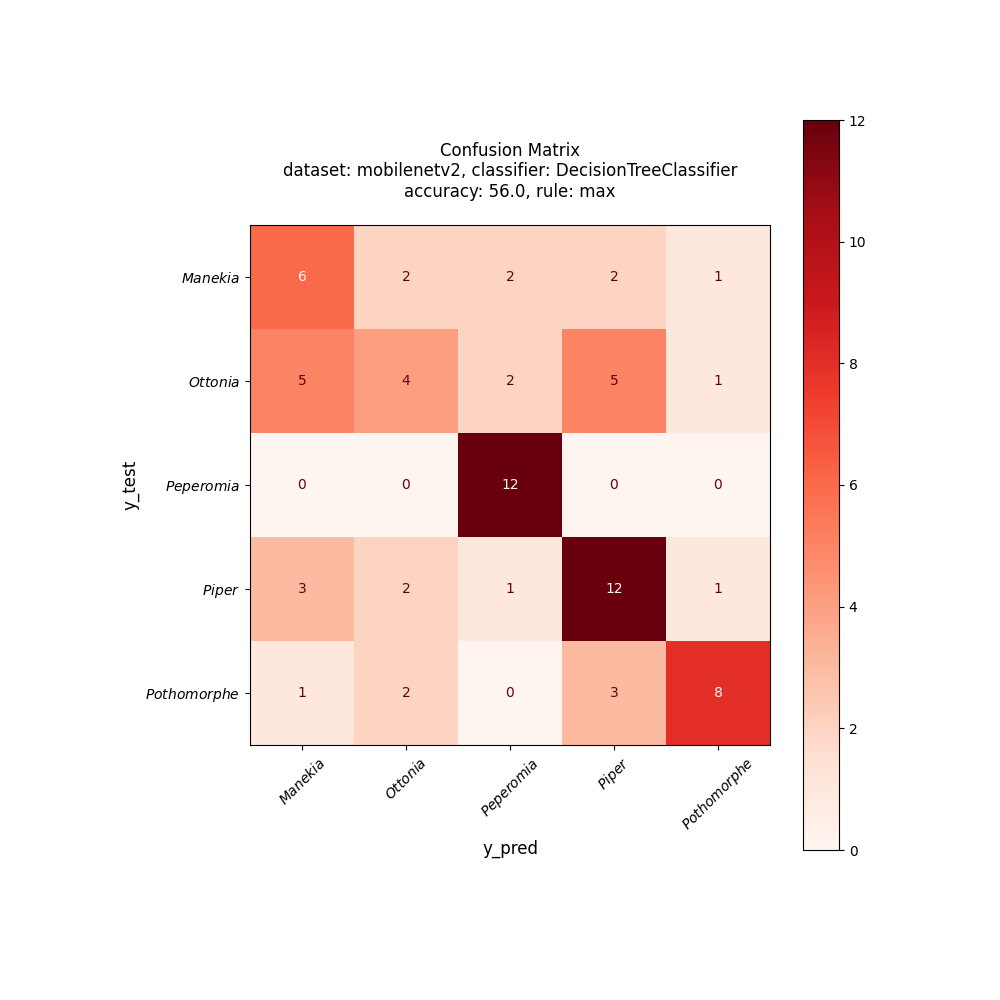 Confusion Matrix
dataset: mobilenetv2, classifier: DecisionTreeClassifier
accuracy: 56.0, rule: max
Manekia 6 2 2 2 1
Ottonia 5 4 2 5 1
Peperomia 0 0 12 0 0
Piper 3 2 1 12 1
Pothomorphe 1 2 0 3 8
Manekia Ottonia Peperomia Piper Pothomorphe
y_test
y_pred
12
10
8
6
4
2
0